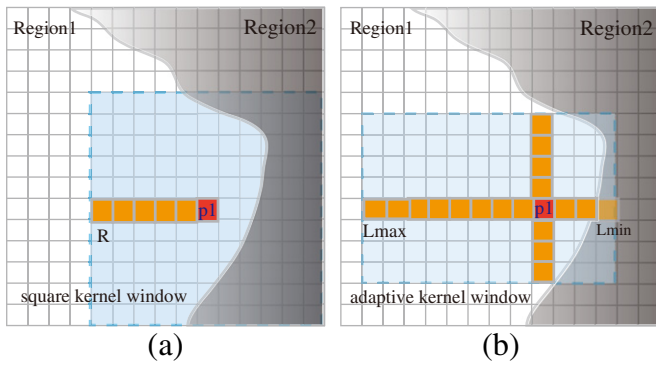 Region1
Region2
p1
R
square kernel window
(a)
Region1
Region2
p1
Lmax
Lmin
adaptive kernel window
(b)